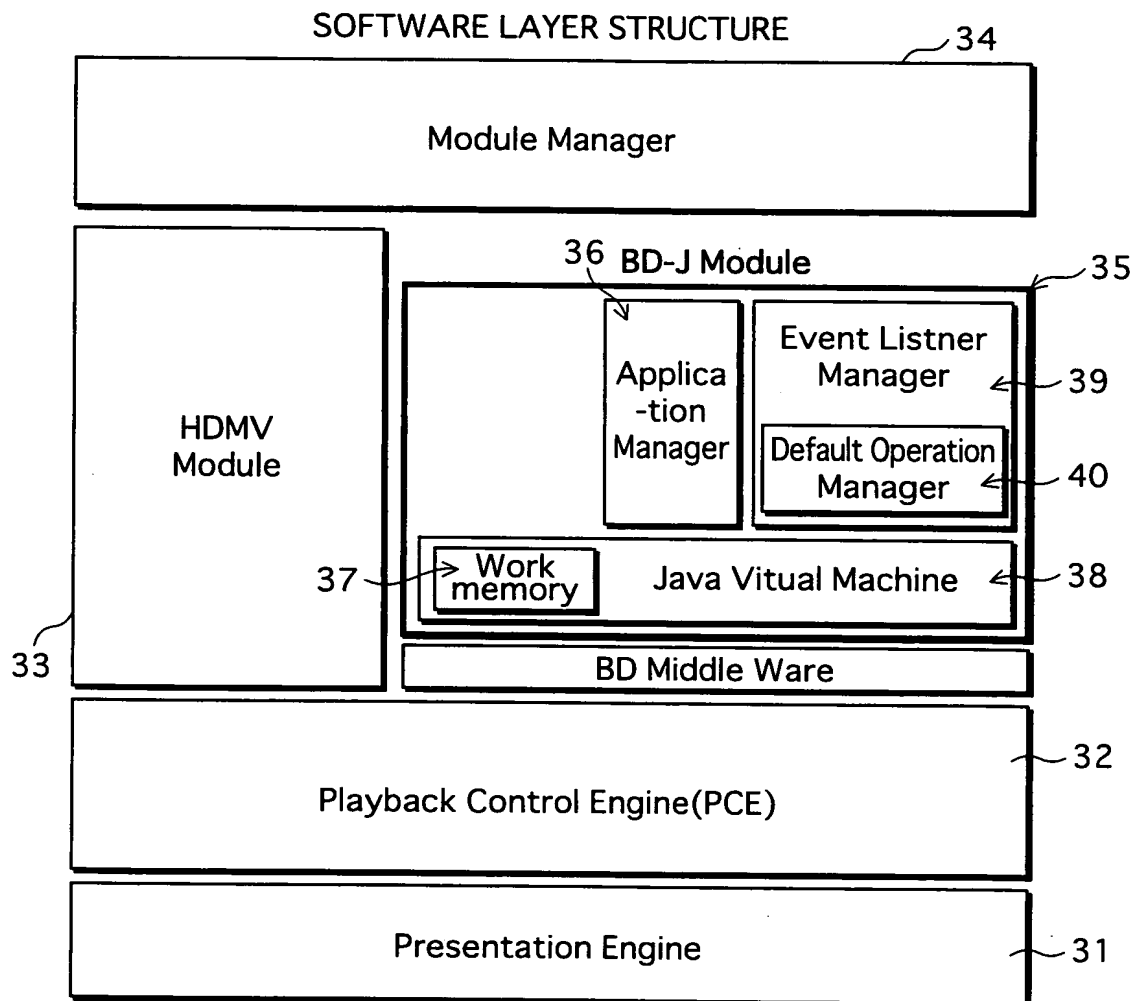 SOFTWARE LAYER STRUCTURE
34
Module Manager
36
BD-J Module
35
Event Listner
Manager
39
Applica
-tion
Manager
HDMV
Module
Default Operation
Manager
40
37
Work
memory
Java Vitual Machine
38
33
BD Middle Ware
32
Playback Control Engine(PCE)
Presentation Engine
31